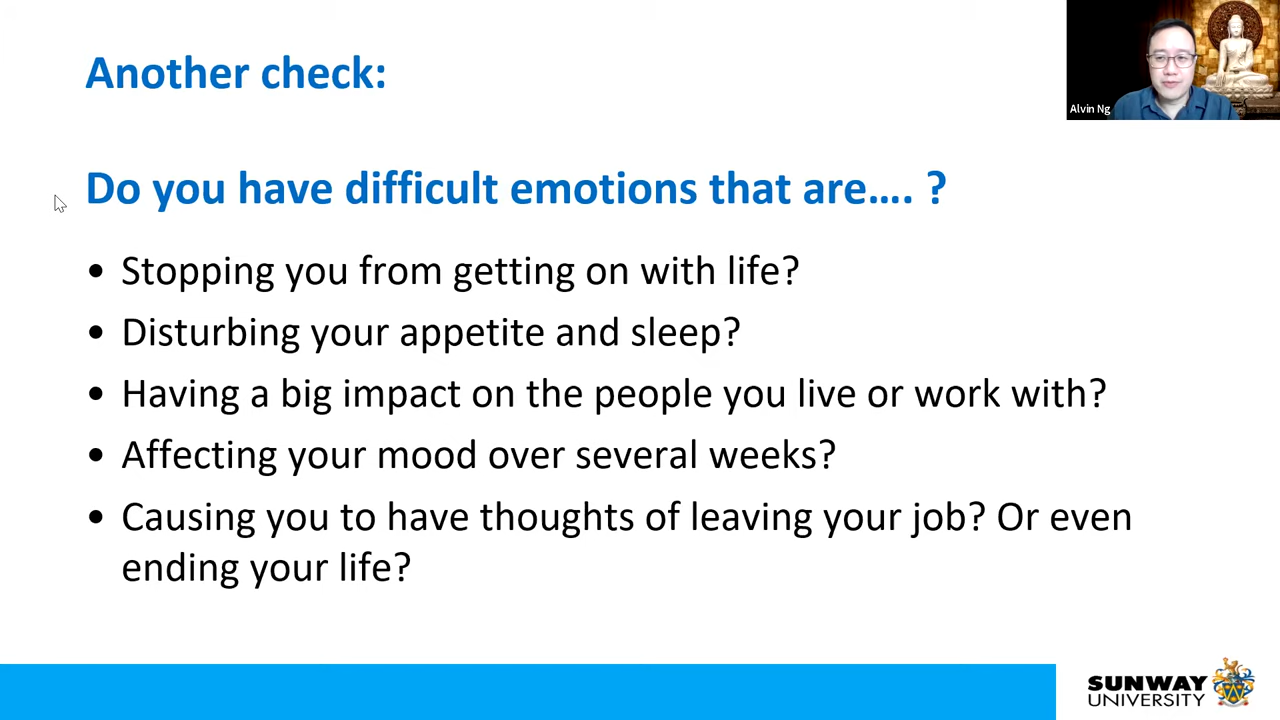 Another check:
Alvin Ng
Do you have difficult emotions that are…. ?
• Stopping you from getting on with life?
• Disturbing your appetite and sleep?
• Having a big impact on the people you live or work with?
• Affecting your mood over several weeks?
• Causing you to have thoughts of leaving your job? Or even
ending your life?
SUNWAY
UNIVERSITY